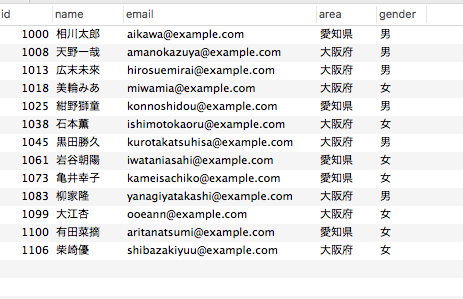 id name email area gender
1000 相川太郎 aikawa@example.com 愛知県 男
1008 天野一哉 amanokazuya@example.com 大阪府 男
1013 広末未來 hirosuemirai@example.com 大阪府 男
1018 美輪みあ miwamia@example.com 大阪府 女
1025 紺野獅童 konnoshidou@example.com 愛知県 男
1038 石本薫 ishimotokaoru@example.com 大阪府 女
1045 黒田勝久 kurotakatsuhisa@example.com 大阪府 男
1061 岩谷朝陽 iwataniasahi@example.com 愛知県 女
1073 亀井幸子 kameisachiko@example.com 愛知県 女
1083 柳家隆 yanagiyatakashi@example.com 大阪府 男
1099 大江杏 ooeann@example.com 大阪府 女
1100 有田菜摘 aritanatsumi@example.com 愛知県 女
1106 柴崎優 shibazakiyuu@example.com 大阪府 女